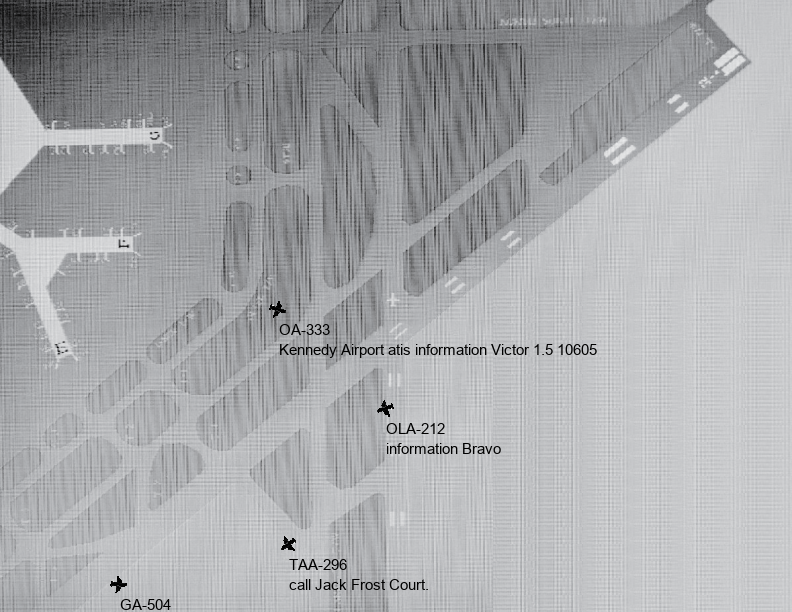 G
F
OA-333
Kennedy Airport atis information Victor 1.5 10605
OLA-212
information Bravo
TAA-296
call Jack Frost Court.
GA-504